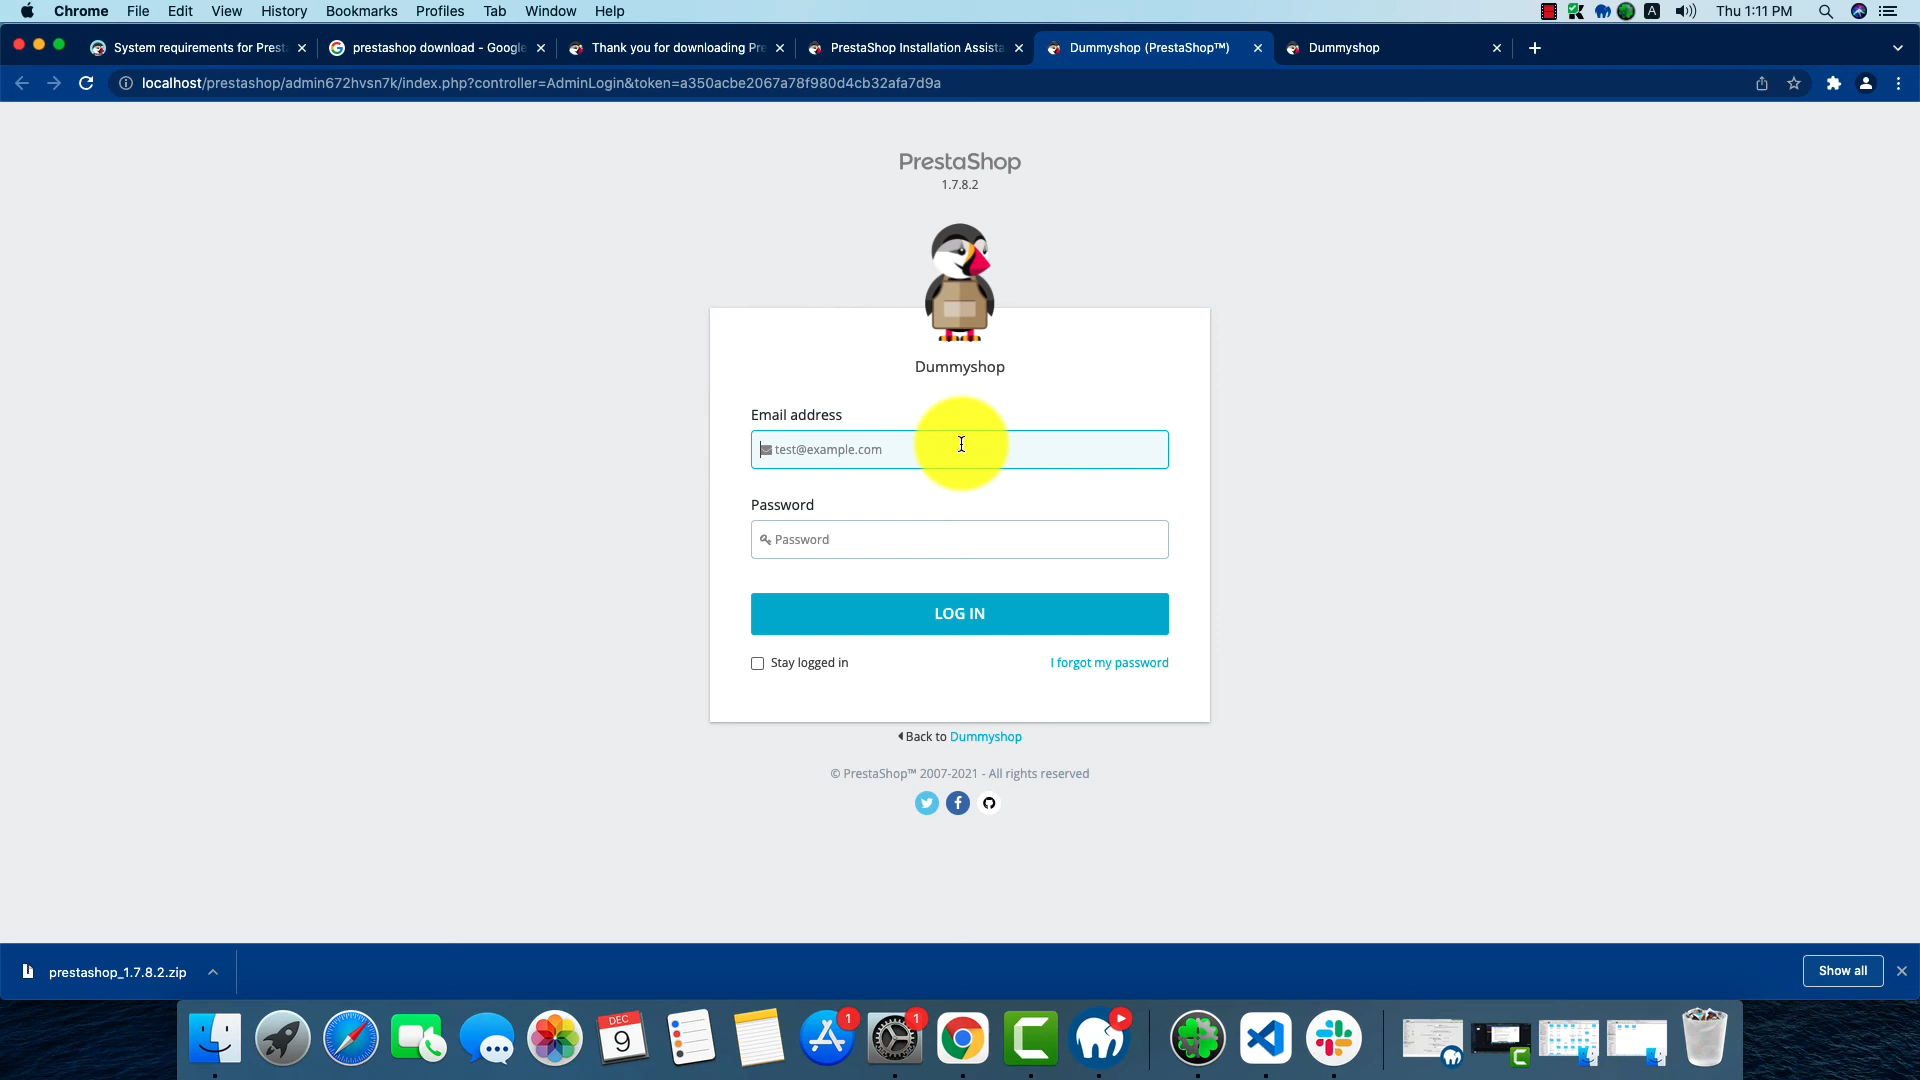 Chrome File Edit View History Bookmarks Profiles Tab Window Help A Thu 1:11 PM
System requirements for Presta
prestashop download - Google
Thank you for downloading Pre
PrestaShop Installation Assista
Dummyshop (PrestaShop™)
Dummyshop
localhost/prestashop/admin672hvsn7k/index.php?controller=AdminLogin&token=a350acbe2067a78f980d4cb32afa7d9a
PrestaShop
1.7.8.2
Dummyshop
Email address
test@example.com
Password
Password
LOG IN
Stay logged in
I forgot my password
Back to Dummyshop
© PrestaShop™ 2007-2021 - All rights reserved
prestashop_1.7.8.2.zip
Show all
DEC
9
1
1